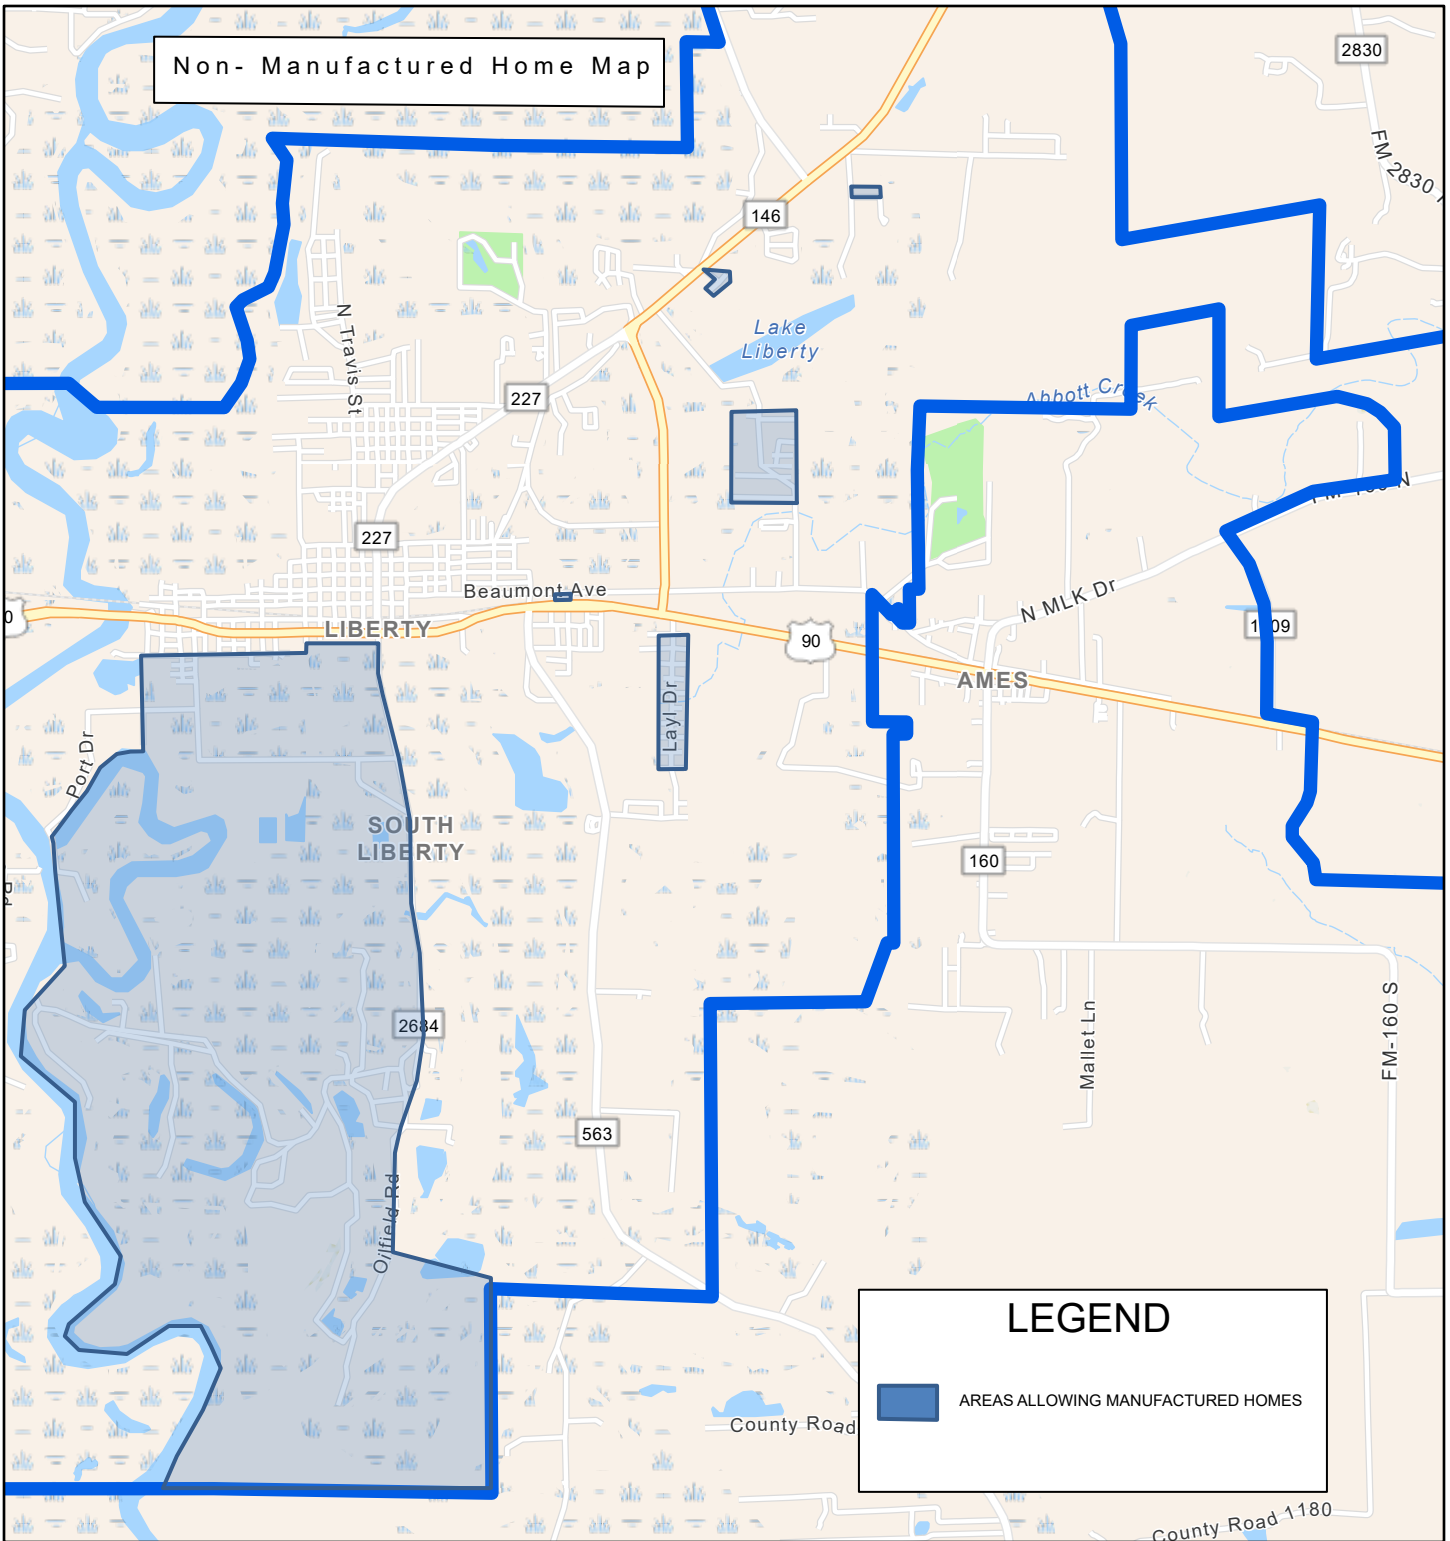 Non- Manufactured Home Map
2830
FM 2830
146
N Travis St
Lake
Liberty
227
Abbott Creek
227
Beaumont Ave
N MLK Dr
0
LIBERTY
90
AMES
Layl Dr
Port Dr
SOUTH
LIBERTY
160
2684
Mallet Ln
FM-160 S
563
Oilfield Rd
LEGEND
AREAS ALLOWING MANUFACTURED HOMES
County Road
County Road 1180